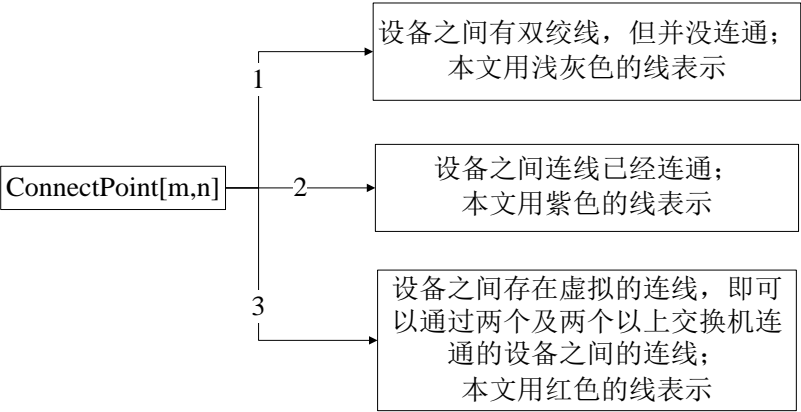 设备之间有双绞线，但并没连通；
本文用浅灰色的线表示
1
ConnectPoint[m,n]
2
设备之间连线已经连通；
本文用紫色的线表示
3
设备之间存在虚拟的连线，即可
以通过两个及两个以上交换机连
通的设备之间的连线；
本文用红色的线表示